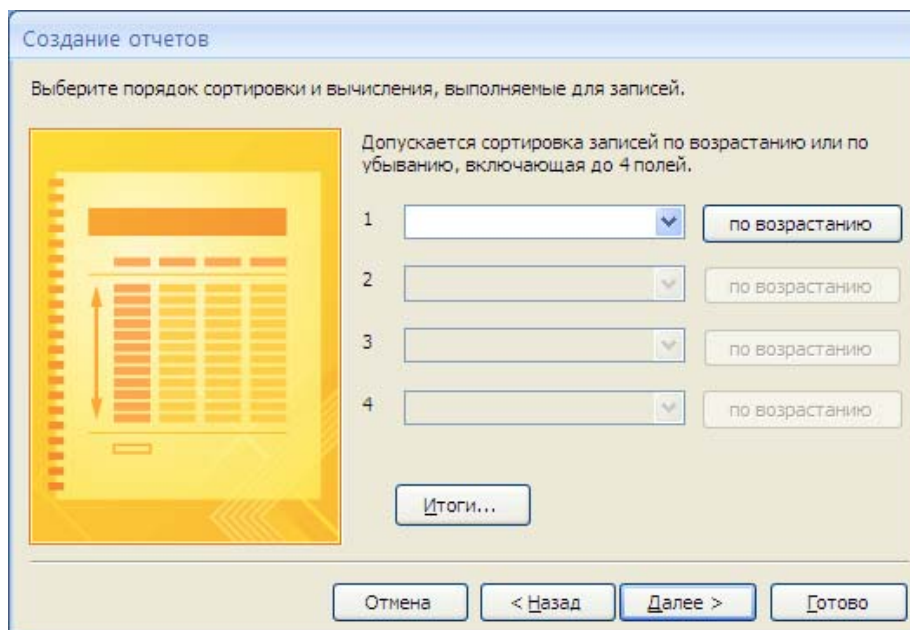 Создание отчетов
Выберите порядок сортировки и вычисления, выполняемые для записей.
Допускается сортировка записей по возрастанию или по
убыванию, включающая до 4 полей.
1 по возрастанию
2 по возрастанию
3 по возрастанию
4 по возрастанию
Итоги...
Отмена < Назад Далее > Готово